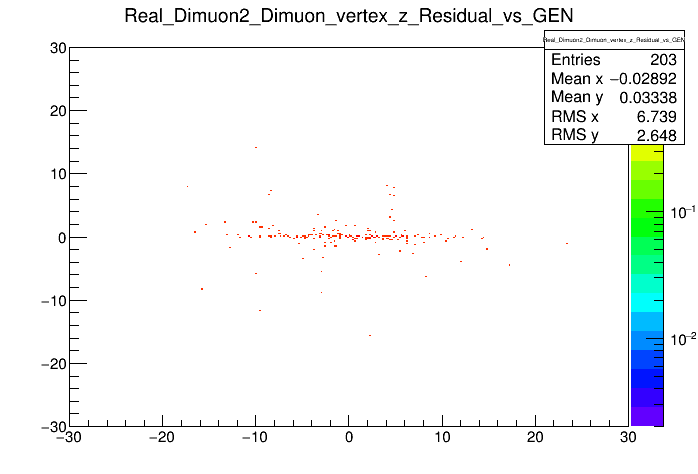 Real_Dimuon2_Dimuon_vertex_z_Residual_vs_GEN
Real_Dimuon2_Dimuon_vertex_z_Residual_vs_GEN
Entries 203
Mean x −0.02892
Mean y 0.03338
RMS x 6.739
RMS y 2.648
30
20
10
0
−10
−20
−30
−30 −20 −10 0 10 20 30
10−1
10−2